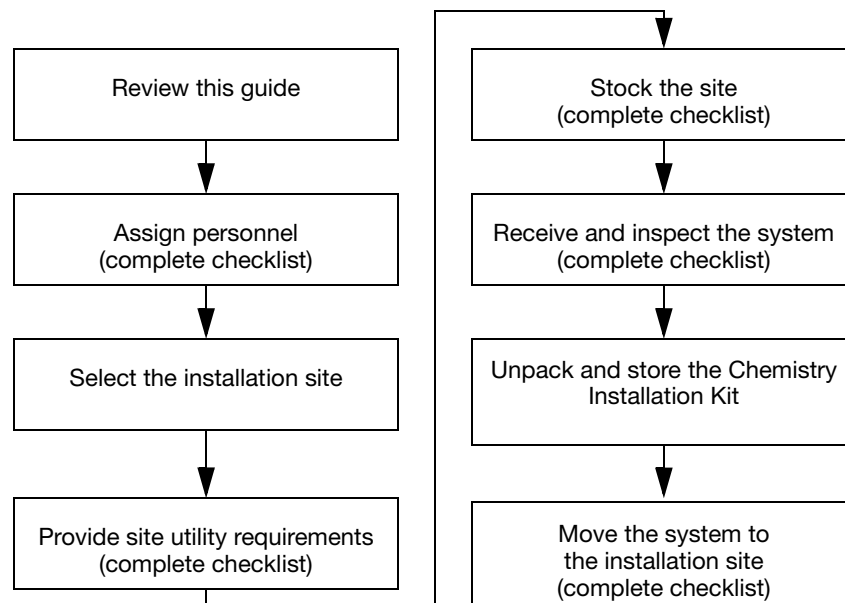 Review this guide
Assign personnel
(complete checklist)
Select the installation site
Provide site utility requirements
(complete checklist)
Stock the site
(complete checklist)
Receive and inspect the system
(complete checklist)
Unpack and store the Chemistry
Installation Kit
Move the system to
the installation site
(complete checklist)